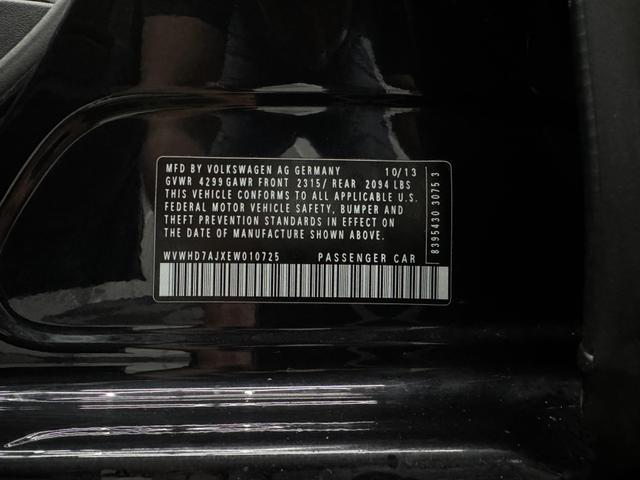 MFD BY VOLKSWAGEN AG GERMANY 10/13
GVWR 4299 GAWR FRONT 2315/ REAR 2094 LBS
THIS VEHICLE CONFORMS TO ALL APPLICABLE U.S.
FEDERAL MOTOR VEHICLE SAFETY, BUMPER AND
THEFT PREVENTION STANDARDS IN EFFECT ON
THE DATE OF MANUFACTURE SHOWN ABOVE.
WVWHD7AJXEW010725 PASSENGER CAR
8395430 3075 3